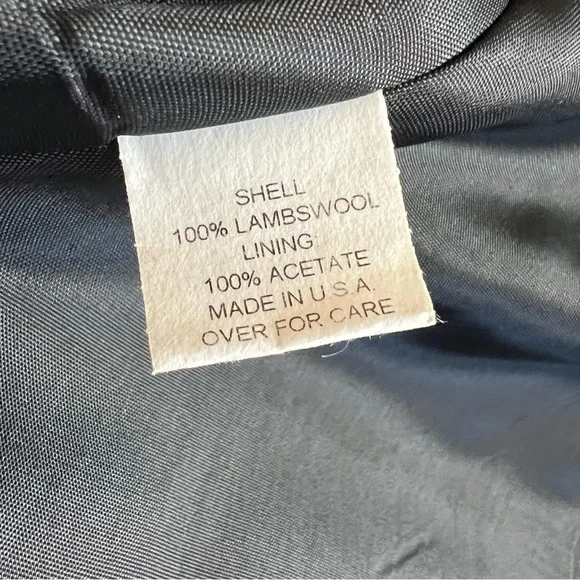 SHELL
100% LAMBSWOOL
LINING
100% ACETATE
MADE IN U.S.A.
OVER FOR CARE